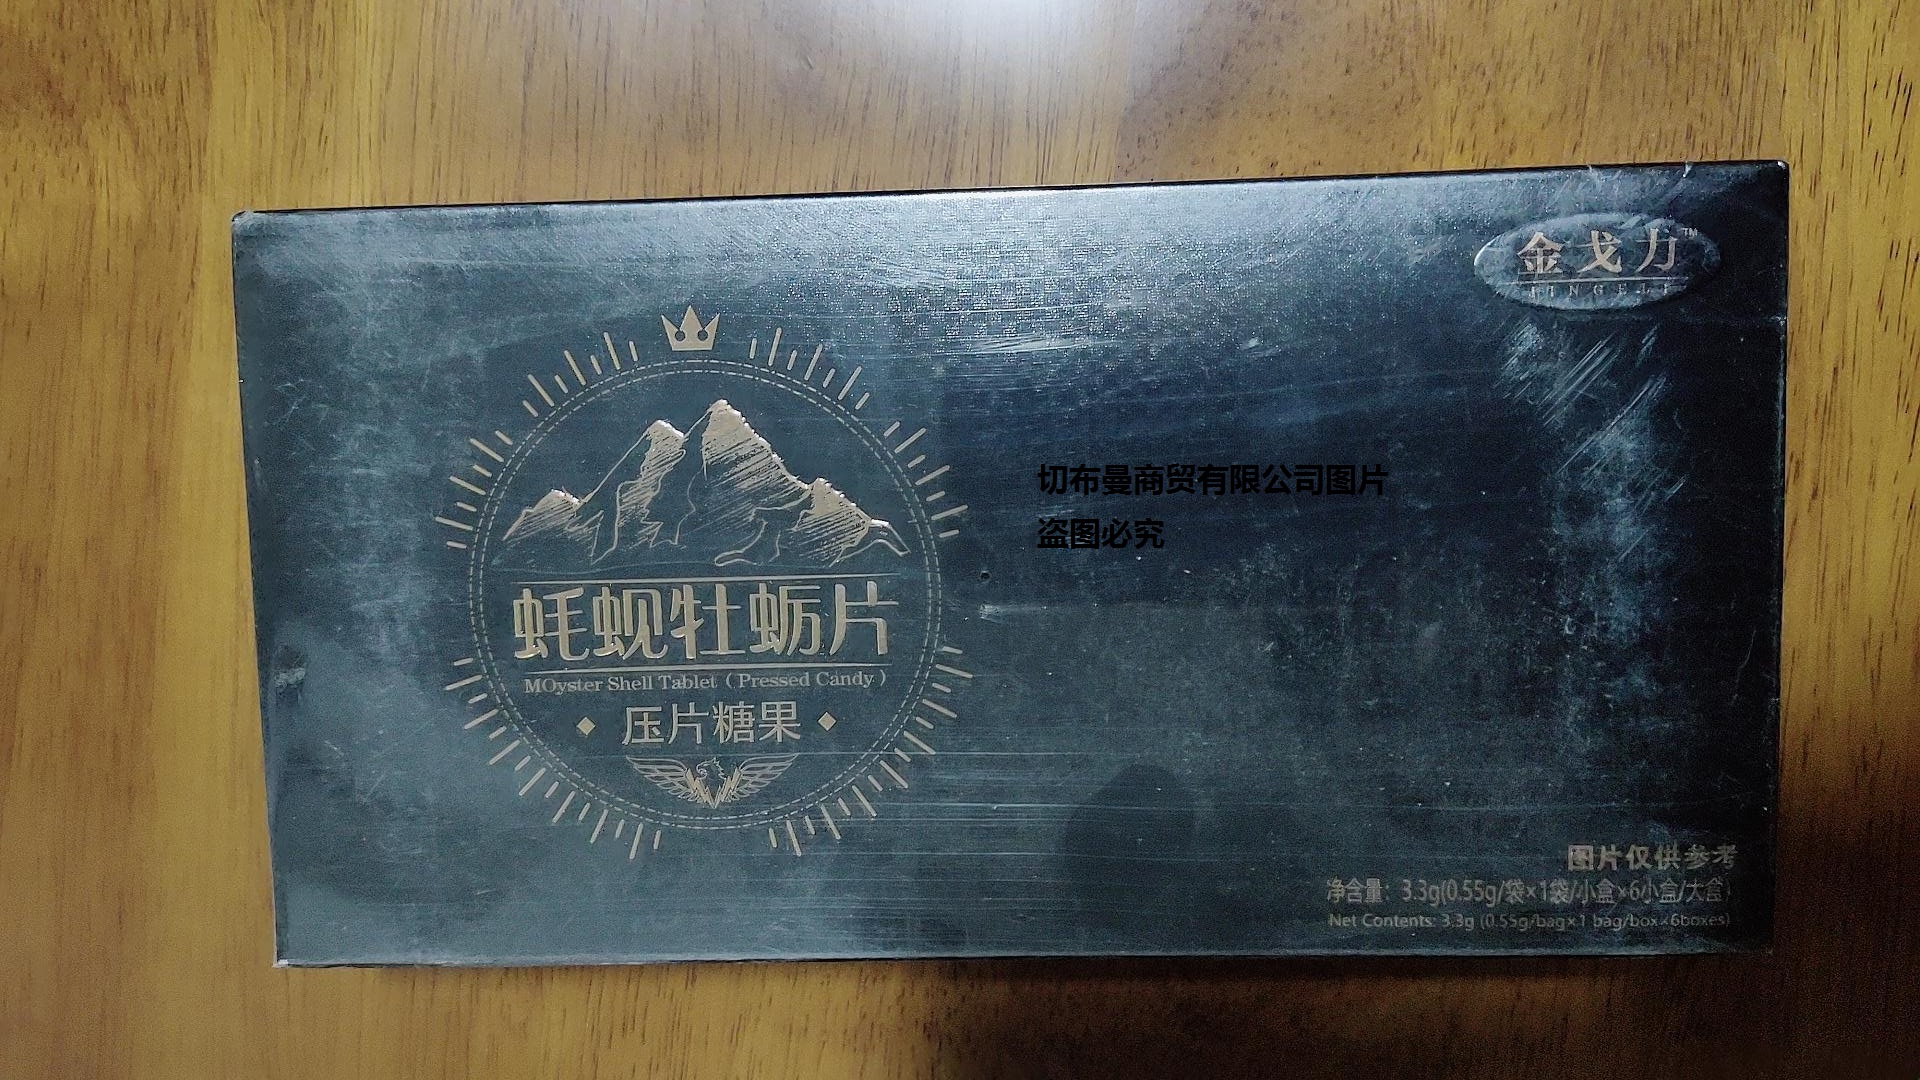 金戈力™
JINGELI
切布曼商贸有限公司图片
盗图必究
蚝蚬牡蛎片
MOyster Shell Tablet ( Pressed Candy )
压片糖果
图片仅供参考
净含量：3.3g(0.55g/袋×1袋/小盒×6小盒/大盒)
Net Contents: 3.3g (0.55g/bag×1 bag/box×6boxes)